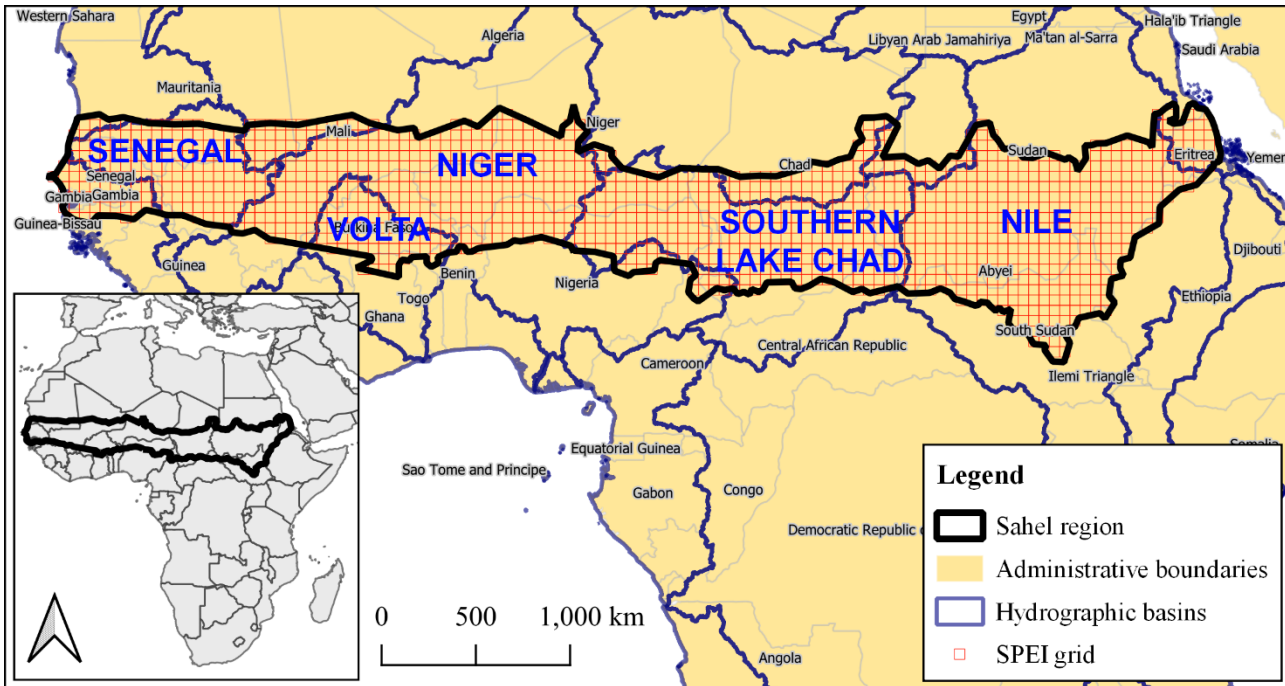 Western Sahara
Algeria
Egypt
Hala'ib Triangle
Libyan Arab Jamahiriya
Ma'tan al-Sarra
Saudi Arabia
Mauritania
Mali
Niger
Chad
Sudan
Eritrea
Yemen
SENEGAL
NIGER
Senegal
Gambia
Gambia
Guinea-Bissau
VOLTA
Burkina Faso
SOUTHERN
LAKE CHAD
NILE
Djibouti
Guinea
Benin
Nigeria
Abyei
Togo
Ghana
Ethiopia
South Sudan
Cameroon
Central African Republic
Ilemi Triangle
Equatorial Guinea
Somalia
Sao Tome and Principe
Gabon
Congo
Democratic Republic
Angola
0 500 1,000 km
Legend
Sahel region
Administrative boundaries
Hydrographic basins
SPEI grid